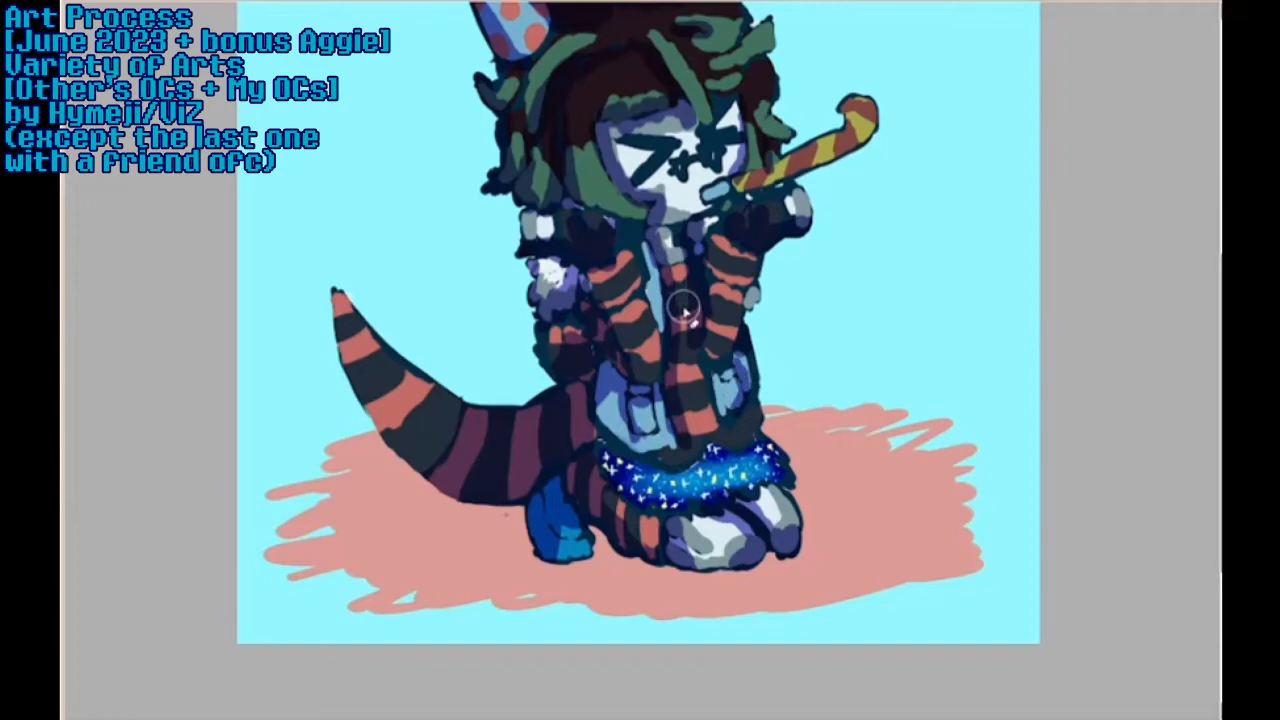 Art Process
[June 2023 + bonus Aggie]
Variety of Arts
[Other's OCs + My OCs]
by Hymeji/ViZ
(except the last one
with a friend ofc)